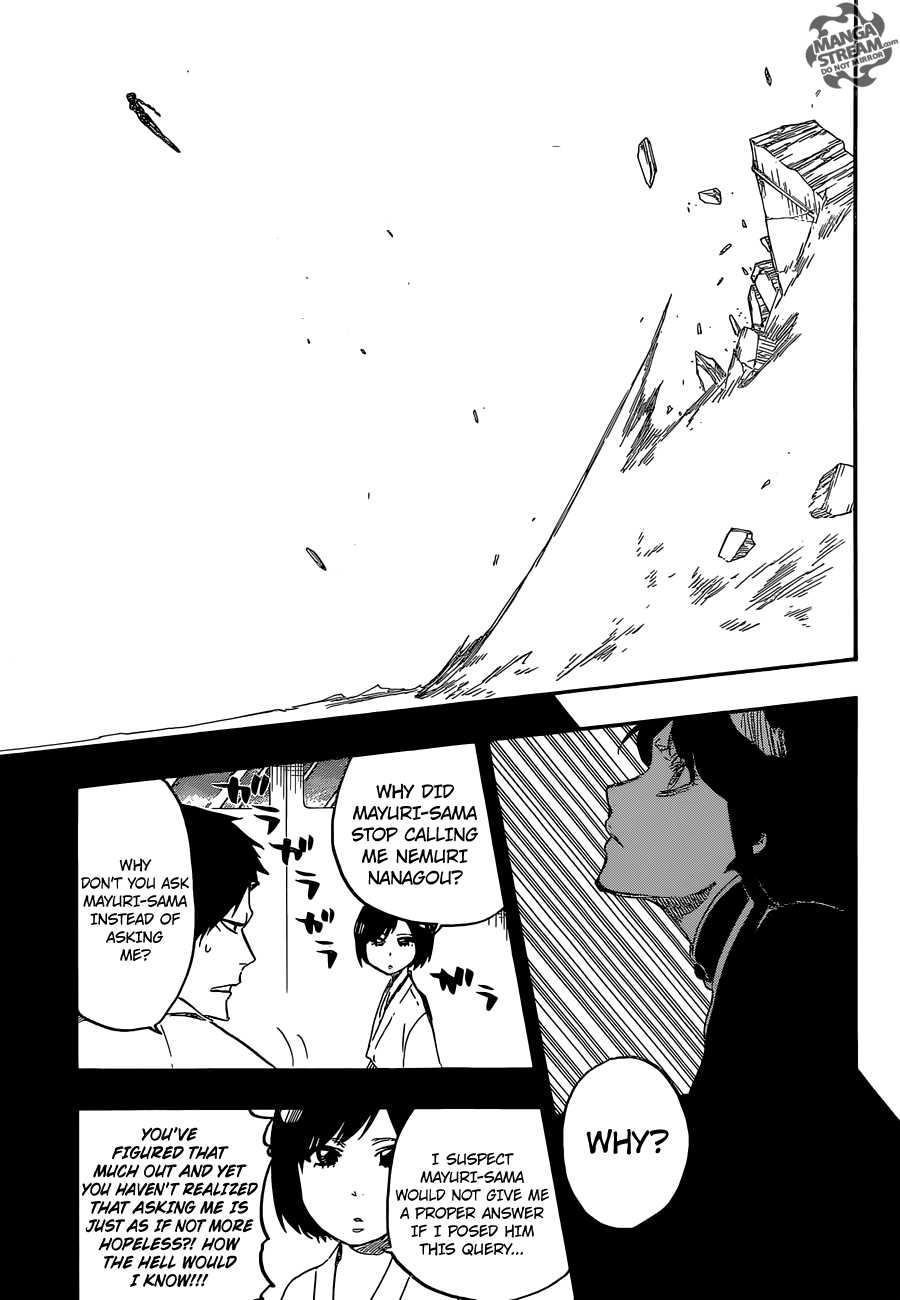 MANGA
STREAM.com
DO NOT MIRROR
WHY?
WHY DID
MAYURI-SAMA
STOP CALLING
ME NEMURI
NANAGOU?
WHY
DON'T YOU ASK
MAYURI-SAMA
INSTEAD OF
ASKING
ME?
I SUSPECT
MAYURI-SAMA
WOULD NOT GIVE ME
A PROPER ANSWER
IF I POSED HIM
THIS QUERY...
YOU'VE
FIGURED THAT
MUCH OUT AND YET
YOU HAVEN'T REALIZED
THAT ASKING ME IS
JUST AS IF NOT MORE
HOPELESS?! HOW
THE HELL WOULD
I KNOW!!!